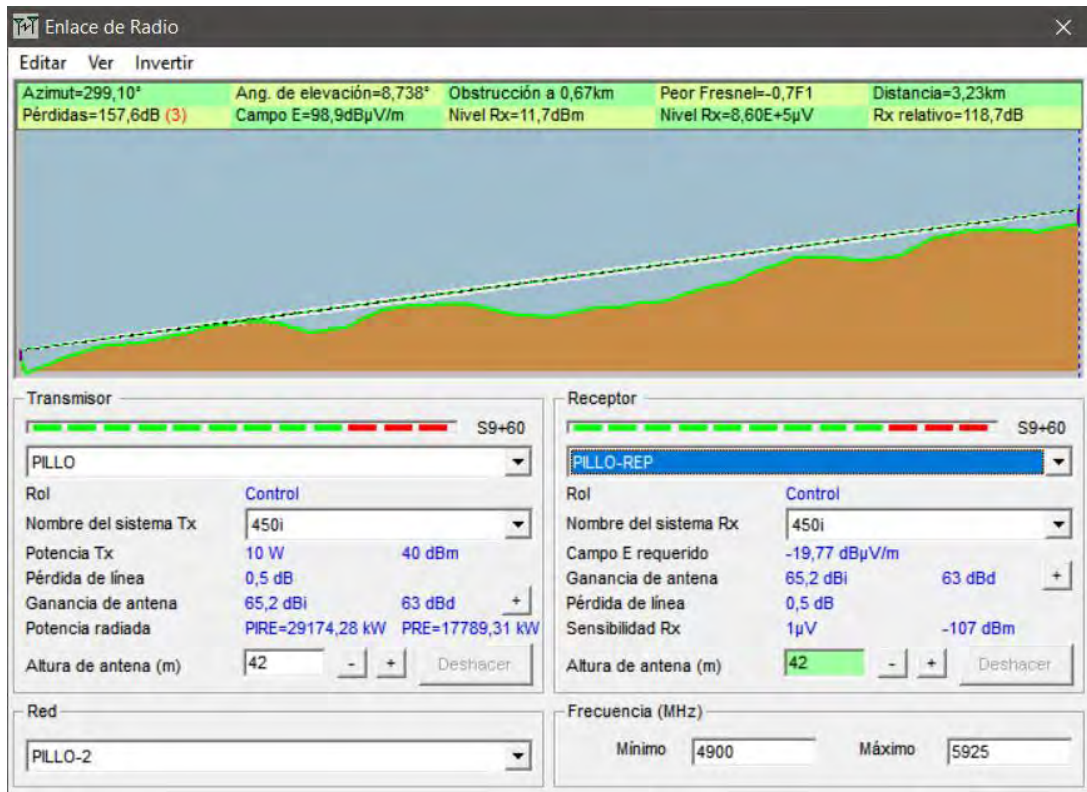 Enlace de Radio
Editar Ver Invertir
Azimut=299,10° Ang. de elevación=8,738° Obstrucción a 0,67km Peor Fresnel=-0,7F1 Distancia=3,23km
Pérdidas=157,6dB (3) Campo E=98,9dBµV/m Nivel Rx=11,7dBm Nivel Rx=8,60E+5µV Rx relativo=118,7dB
Transmisor
S9+60
PILLO
Rol Control
Nombre del sistema Tx 450i
Potencia Tx 10 W 40 dBm
Pérdida de línea 0,5 dB
Ganancia de antena 65,2 dBi 63 dBd +
Potencia radiada PIRE=29174,28 kW PRE=17789,31 kW
Altura de antena (m) 42 - + Deshacer
Receptor
S9+60
PILLO-REP
Rol Control
Nombre del sistema Rx 450i
Campo E requerido -19,77 dBµV/m
Ganancia de antena 65,2 dBi 63 dBd +
Pérdida de línea 0,5 dB
Sensibilidad Rx 1µV -107 dBm
Altura de antena (m) 42 - + Deshacer
Red
PILLO-2
Frecuencia (MHz)
Mínimo 4900 Máximo 5925